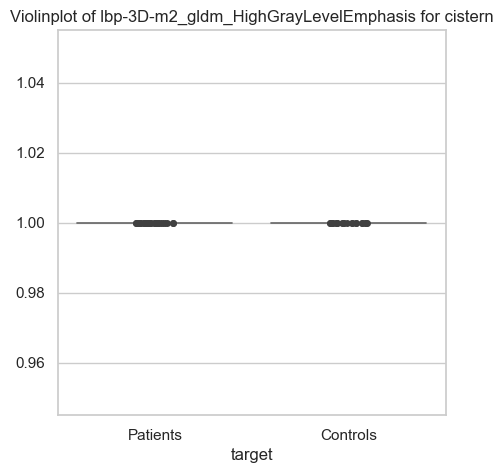 Violinplot of lbp-3D-m2_gldm_HighGrayLevelEmphasis for cistern
1.04
1.02
1.00
0.98
0.96
Patients Controls
target